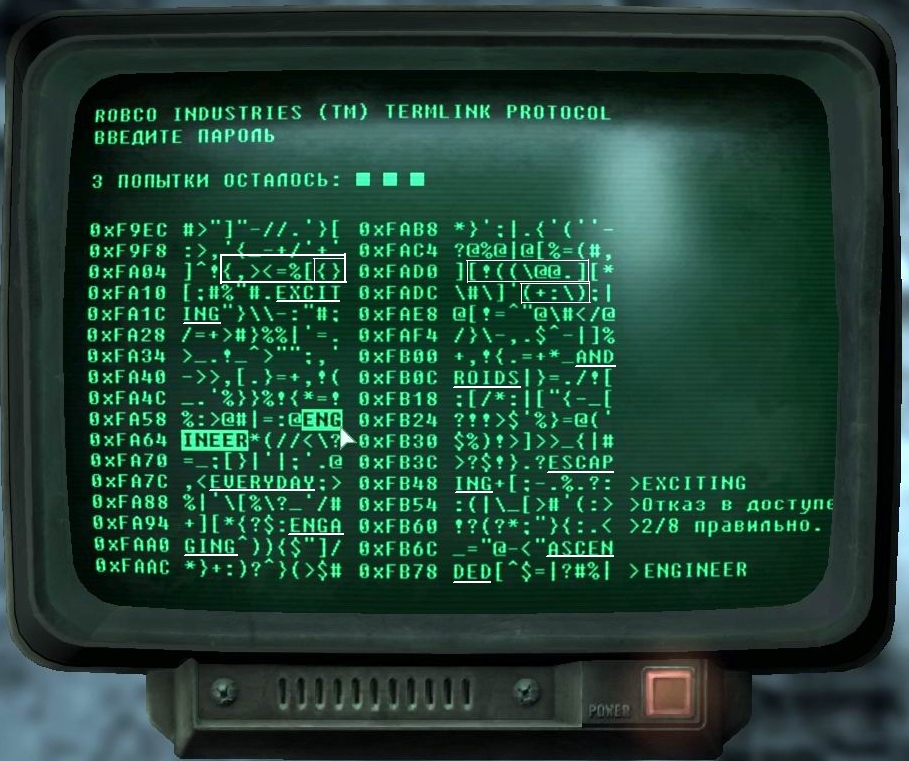 ROBCO INDUSTRIES (TM) TERMLINK PROTOCOL
ВВЕДИТЕ ПАРОЛЬ
3 ПОПЫТКИ ОСТАЛОСЬ: ■ ■ ■
0xF9EC #>"]"-//.'}[ 0xFAB8 *}';|.{'('`-
0xF9F8 :>,'{_-+/'+' 0xFAC4 ?@%@|@[%=(#,
0xFA04 ]^!{,><=%[{} 0xFAD0 ][!((\@@.][*
0xFA10 [;#%"#.EXCIT 0xFADC \#\]'(+:\);|
0xFA1C ING"}\\-:"#; 0xFAE8 @[!=^"@\#</@
0xFA28 /=+>#}%%|'=. 0xFAF4 /}\-,.$^-|]%
0xFA34 >_.!_^>"";,' 0xFB00 +,!{.=+*_AND
0xFA40 ->>,[.}=+,!( 0xFB0C ROIDS|}=./![
0xFA4C _.'%}}%!{*=! 0xFB18 :[/*:|["{-_[
0xFA58 %:>@#|=:@ENG 0xFB24 ?!!>$'%}=@('
0xFA64 INEER*(//<\? 0xFB30 $%)!>]>>_{|#
0xFA70 =_;[}|'|;'.@ 0xFB3C >?$!}.?ESCAP
0xFA7C ,<EVERYDAY:> 0xFB48 ING+[;-.%.?: >EXCITING
0xFA88 %|'\[%\?_'/# 0xFB54 :(|\_[>#'(:> >Отказ в доступе
0xFA94 +][*{?$:ENGA 0xFB60 !?(?*;"}{:.< >2/8 правильно.
0xFAA0 GING^)){$"]/ 0xFB6C _="@-<"ASCEN
0xFAAC *}+:)?^}(>$# 0xFB78 DED[^$=|?#%| >ENGINEER
POWER